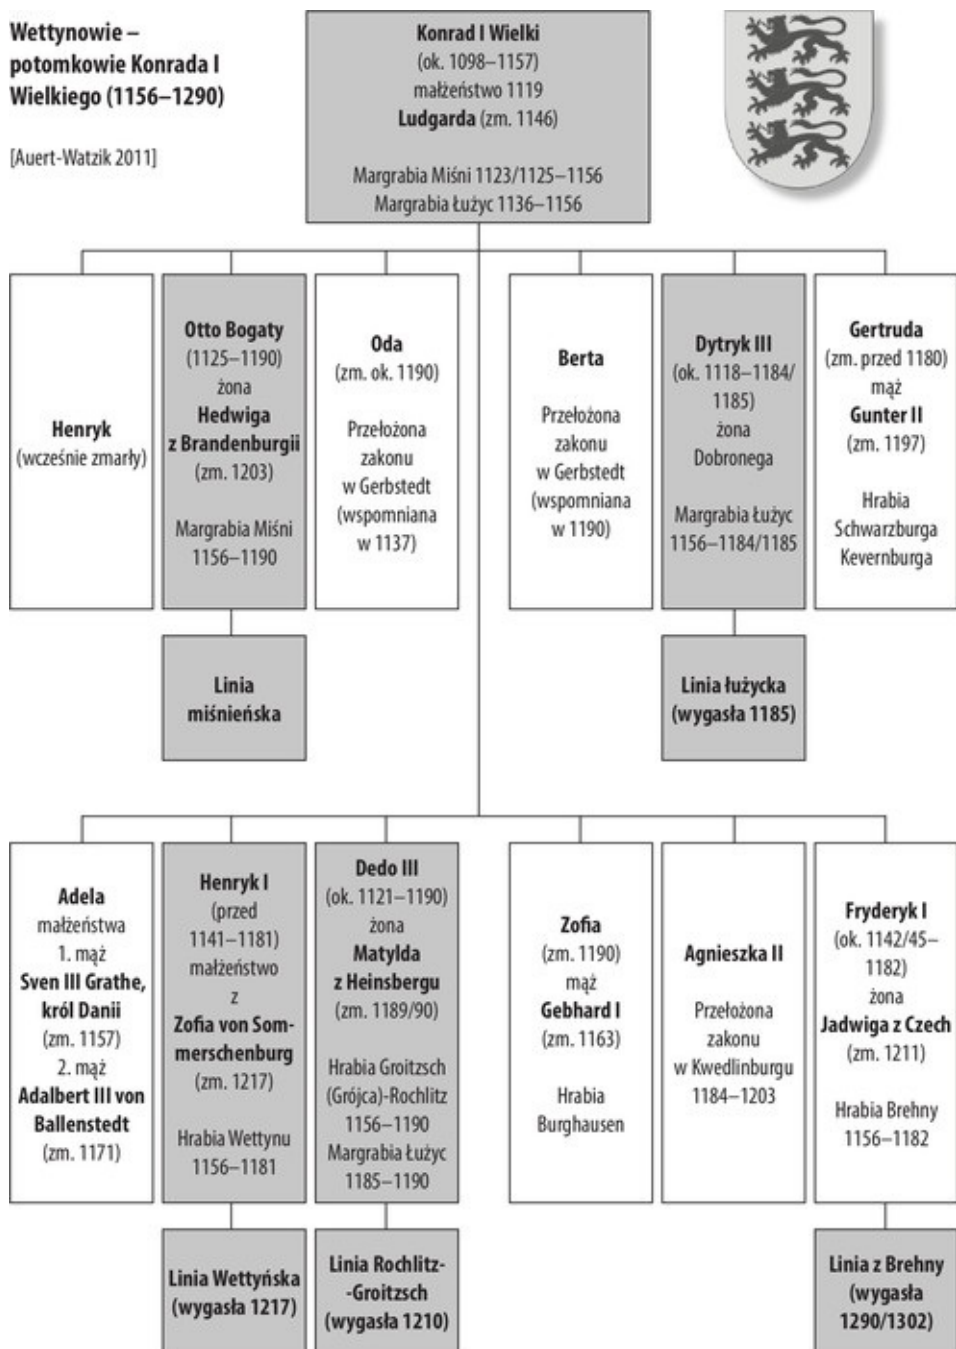 Wettynowie –
potomkowie Konrada I
Wielkiego (1156–1290)
[Auert-Watzik 2011]
Konrad I Wielki
(ok. 1098–1157)
małżeństwo 1119
Ludgarda (zm. 1146)
Margrabia Miśni 1123/1125–1156
Margrabia Łużyc 1136–1156
Henryk
(wcześnie zmarły)
Otto Bogaty
(1125–1190)
żona
Hedwiga
z Brandenburgii
(zm. 1203)
Margrabia Miśni
1156–1190
Oda
(zm. ok. 1190)
Przełożona
zakonu
w Gerbstedt
(wspomniana
w 1137)
Berta
Przełożona
zakonu
w Gerbstedt
(wspomniana
w 1190)
Dytryk III
(ok. 1118–1184/
1185)
żona
Dobronega
Margrabia Łużyc
1156–1184/1185
Gertruda
(zm. przed 1180)
mąż
Gunter II
(zm. 1197)
Hrabia
Schwarzburga
Kevernburga
Linia
miśnieńska
Linia łużycka
(wygasła 1185)
Adela
małżeństwa
1. mąż
Sven III Grathe,
król Danii
(zm. 1157)
2. mąż
Adalbert III von
Ballenstedt
(zm. 1171)
Henryk I
(przed
1141–1181)
małżeństwo
z
Zofia von Som-
merschenburg
(zm. 1217)
Hrabia Wettynu
1156–1181
Dedo III
(ok. 1121–1190)
żona
Matylda
z Heinsbergu
(zm. 1189/90)
Hrabia Groitzsch
(Grójca)-Rochlitz
1156–1190
Margrabia Łużyc
1185–1190
Zofia
(zm. 1190)
mąż
Gebhard I
(zm. 1163)
Hrabia
Burghausen
Agnieszka II
Przełożona
zakonu
w Kwedlinburgu
1184–1203
Fryderyk I
(ok. 1142/45–
1182)
żona
Jadwiga z Czech
(zm. 1211)
Hrabia Brehny
1156–1182
Linia Wettyńska
(wygasła 1217)
Linia Rochlitz-
-Groitzsch
(wygasła 1210)
Linia z Brehny
(wygasła
1290/1302)